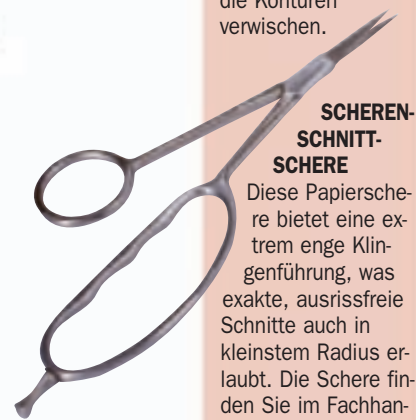 die Konturen
verwischen.
SCHEREN-
SCHNITT-
SCHERE
Diese Papiersche-
re bietet eine ex-
trem enge Klin-
genführung, was
exakte, ausrissfreie
Schnitte auch in
kleinstem Radius er-
laubt. Die Schere fin-
den Sie im Fachhan-